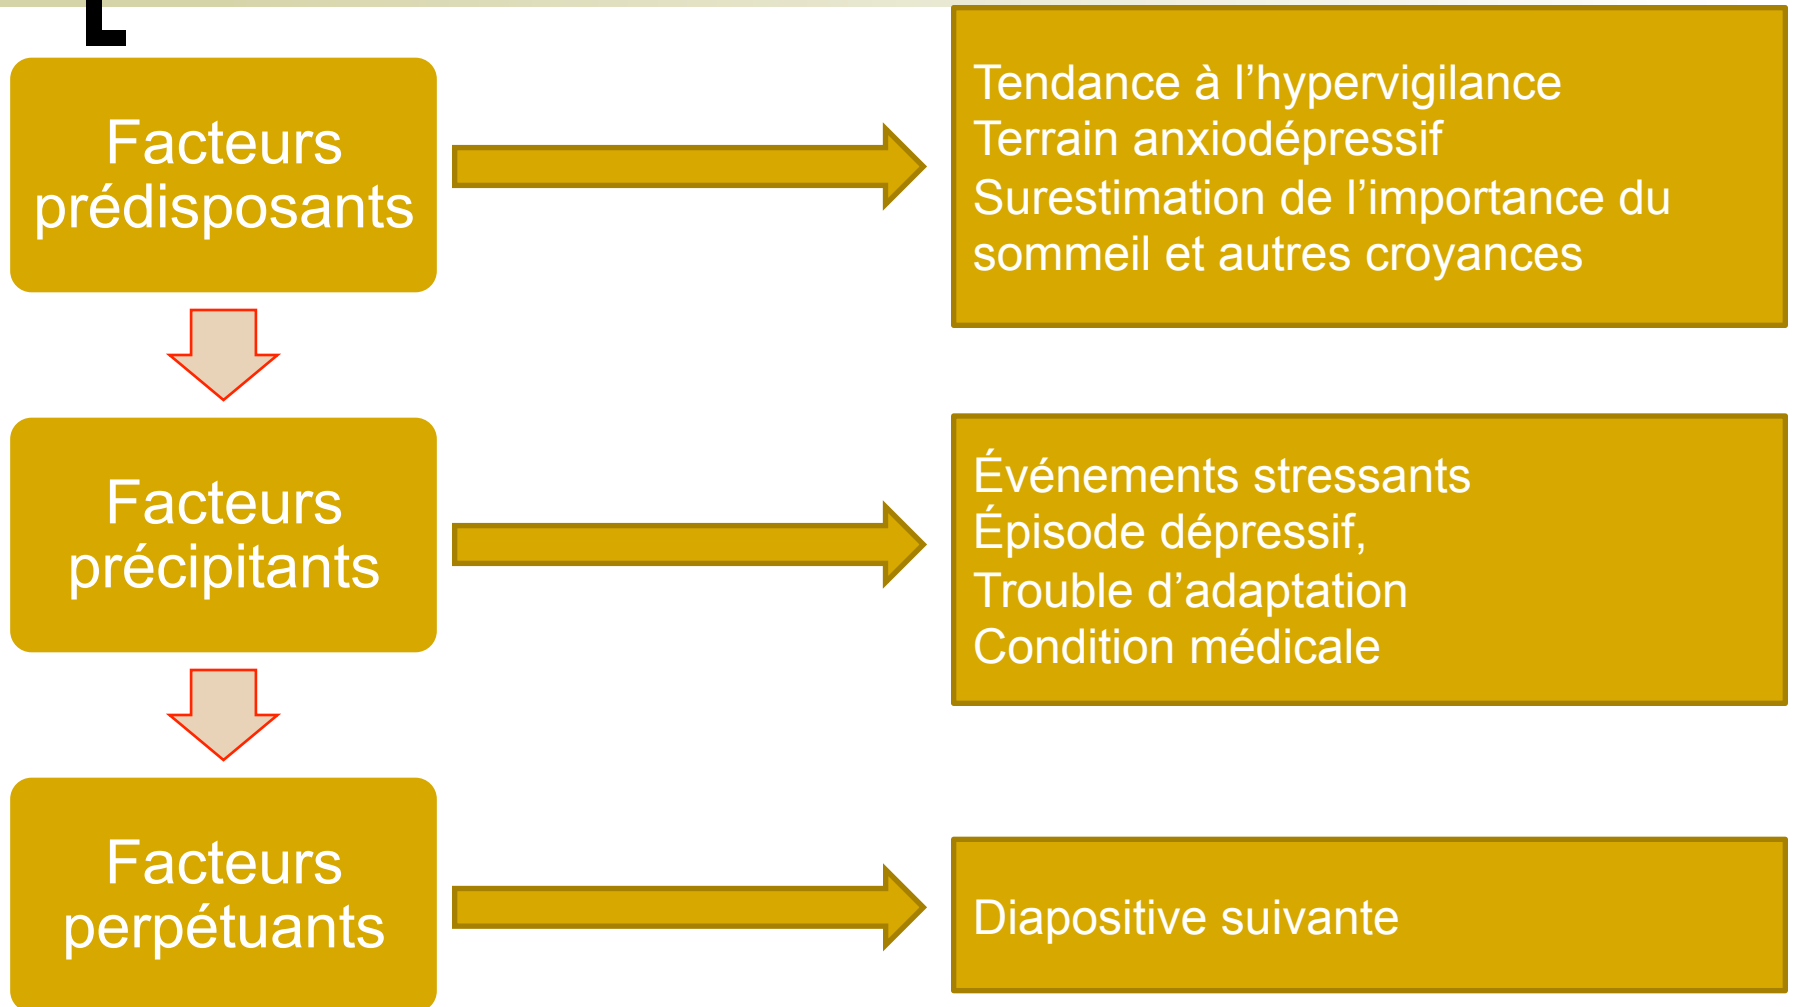 Facteurs
prédisposants
Tendance à l’hypervigilance
Terrain anxiodépressif
Surestimation de l’importance du
sommeil et autres croyances
Facteurs
précipitants
Événements stressants
Épisode dépressif,
Trouble d’adaptation
Condition médicale
Facteurs
perpétuants
Diapositive suivante